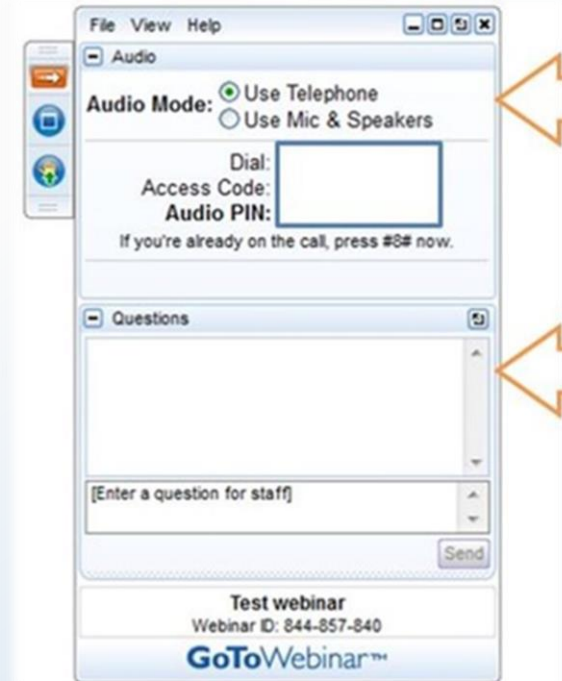 File View Help
Audio
Audio Mode: Use Telephone
Use Mic & Speakers
Dial:
Access Code:
Audio PIN:
If you're already on the call, press #8# now.
Questions
[Enter a question for staff]
Send
Test webinar
Webinar ID: 844-857-840
GoToWebinar™